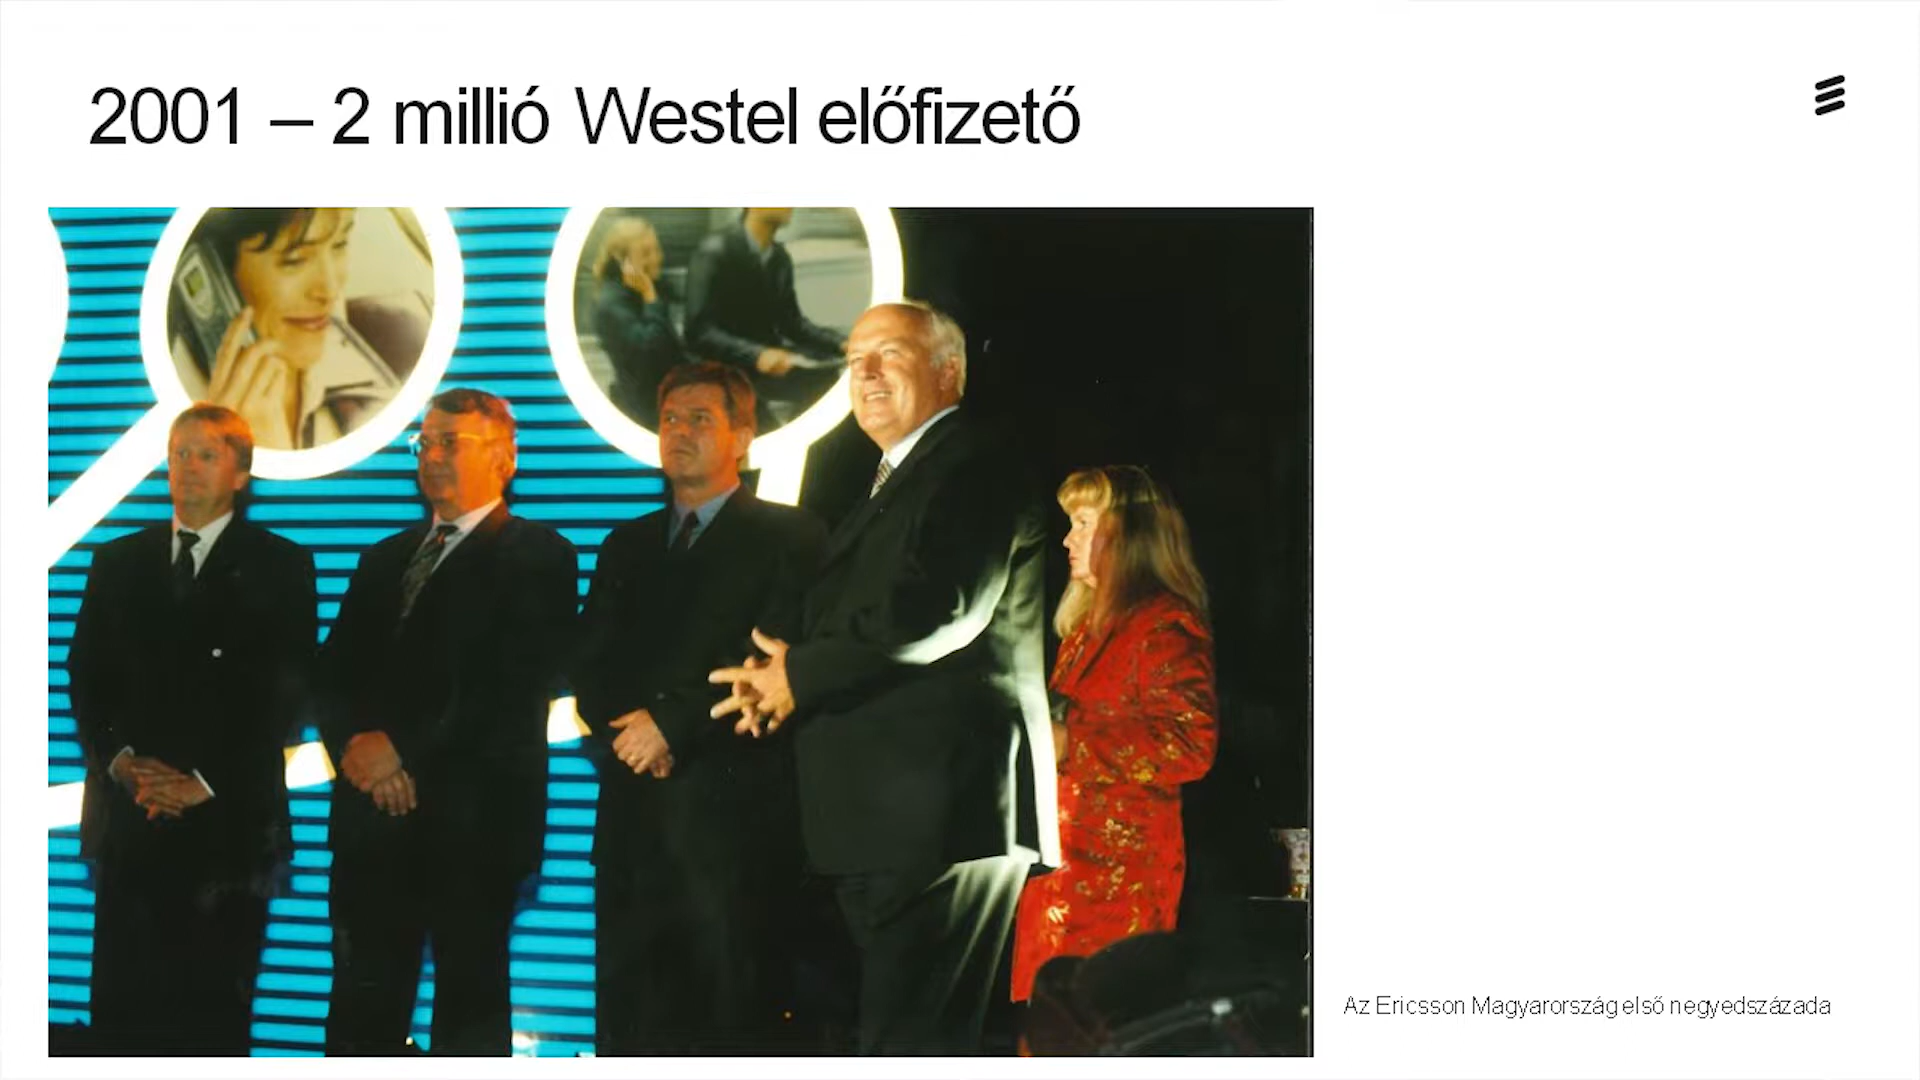 2001 – 2 millió Westel előfizető
Az Ericsson Magyarország első negyedszázada